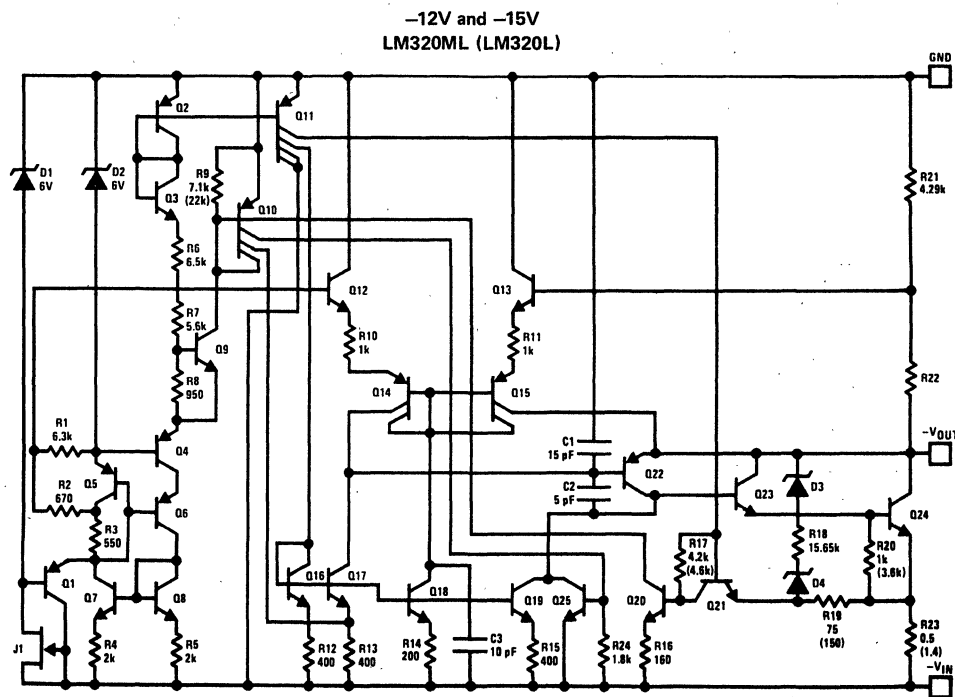 –12V and –15V
LM320ML (LM320L)
GND
Q2
Q11
D1
6V
D2
6V
R9
7.1k
(22k)
R21
4.29k
Q3
Q10
R6
6.5k
Q12
Q13
R7
5.6k
R10
1k
R11
1k
Q9
R8
950
R22
Q14
Q15
R1
6.3k
C1
15 pF
–VOUT
Q4
Q5
Q22
R2
670
C2
5 pF
Q23
D3
Q24
Q6
R3
550
R17
4.2k
(4.6k)
R18
15.65k
R20
1k
(3.6k)
Q1
Q7
Q8
Q16
Q17
Q18
Q19
Q25
Q20
Q21
D4
R19
75
(150)
J1
R4
2k
R5
2k
R12
400
R13
400
R14
200
C3
10 pF
R15
400
R24
1.8k
R16
160
R23
0.5
(1.4)
–VIN